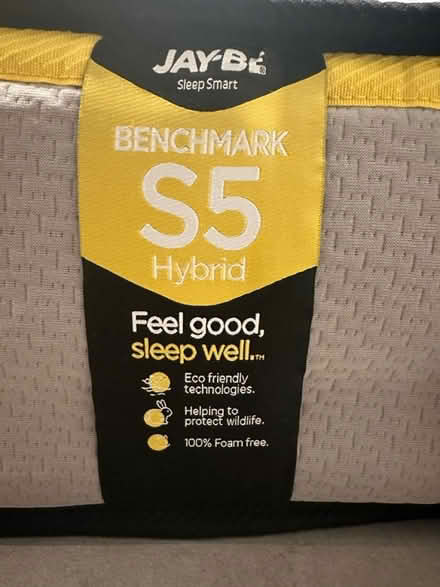 JAY-BE
Sleep Smart
BENCHMARK
S5
Hybrid
Feel good,
sleep well.™
Eco friendly
technologies.
Helping to
protect wildlife.
100% Foam free.